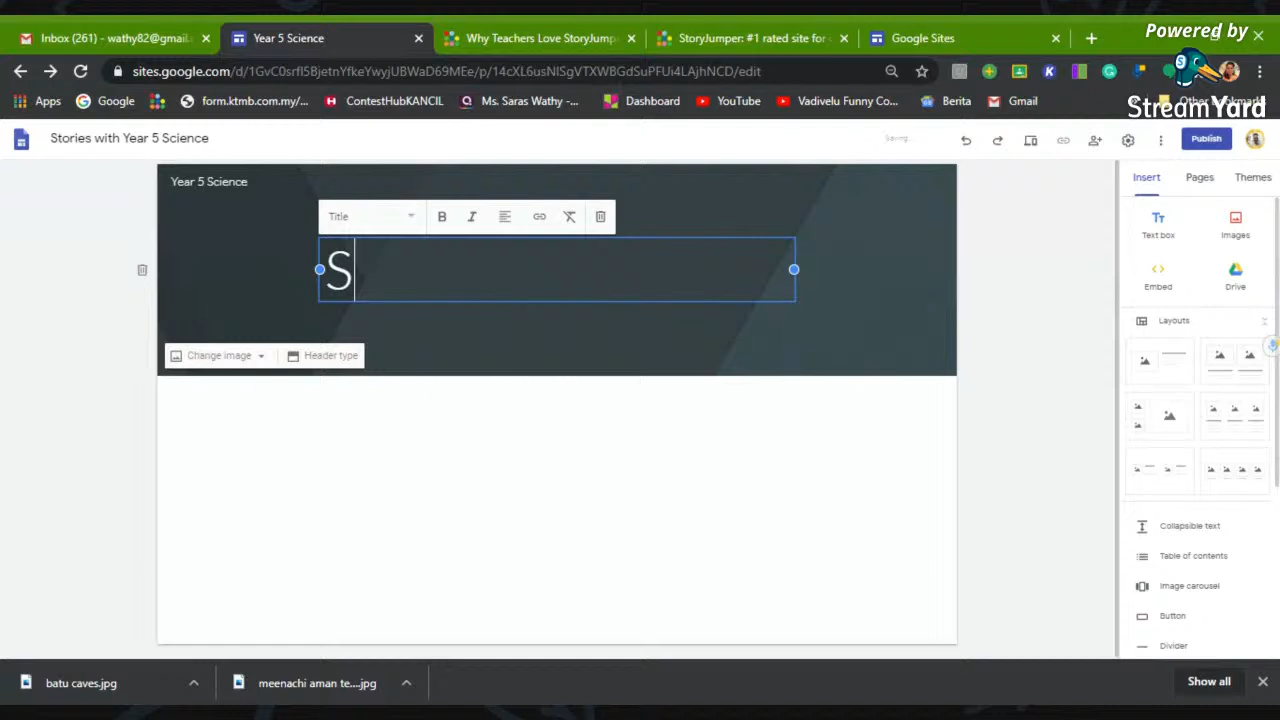 Powered by
StreamYard
Inbox (261) - wathy82@gmail.
Year 5 Science
Why Teachers Love StoryJump
StoryJumper: #1 rated site for
Google Sites
sites.google.com/d/1GvC0srfl5BjetnYfkeYwyjUBWaD69MEe/p/14cXL6usNlSgVTXWBGdSuPFUi4LAjhNCD/edit
Apps
Google
form.ktmb.com.my/...
ContestHubKANCIL
Ms. Saras Wathy -...
Dashboard
YouTube
Vadivelu Funny Co...
Berita
Gmail
Other bookmarks
Stories with Year 5 Science
Saving...
Publish
Year 5 Science
Insert
Pages
Themes
Title
B
I
S
Text box
Images
Embed
Drive
Layouts
Change image
Header type
Collapsible text
Table of contents
Image carousel
Button
Divider
batu caves.jpg
meenachi aman te....jpg
Show all